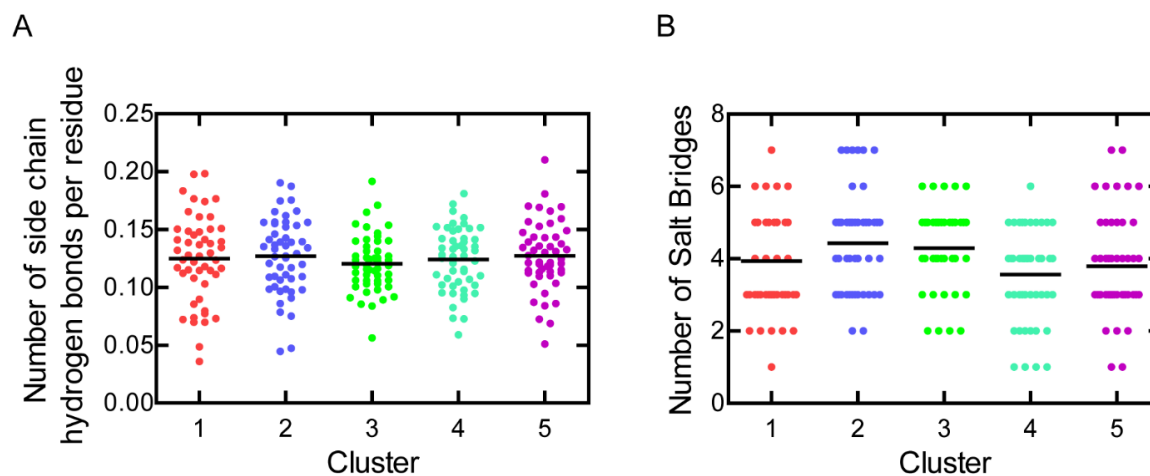 A
Number of side chain
hydrogen bonds per residue
0.25
0.20
0.15
0.10
0.05
0.00
1 2 3 4 5
Cluster
B
Number of Salt Bridges
8
6
4
2
0
1 2 3 4 5
Cluster